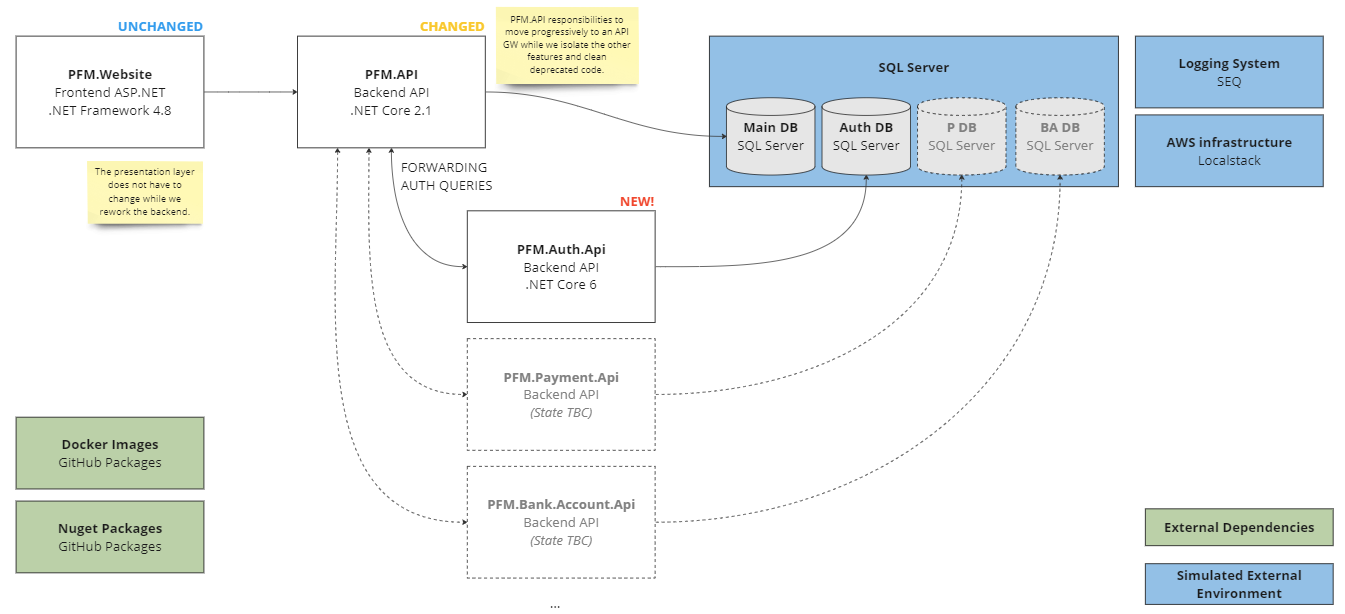 UNCHANGED
PFM.Website
Frontend ASP.NET
.NET Framework 4.8
The presentation layer
does not have to
change while we
rework the backend.
CHANGED
PFM.API
Backend API
.NET Core 2.1
PFM.API responsibilities to
move progressively to an API
GW while we isolate the other
features and clean
deprecated code.
FORWARDING
AUTH QUERIES
SQL Server
Main DB
SQL Server
Auth DB
SQL Server
P DB
SQL Server
BA DB
SQL Server
Logging System
SEQ
AWS infrastructure
Localstack
NEW!
PFM.Auth.Api
Backend API
.NET Core 6
PFM.Payment.Api
Backend API
(State TBC)
PFM.Bank.Account.Api
Backend API
(State TBC)
...
Docker Images
GitHub Packages
Nuget Packages
GitHub Packages
External Dependencies
Simulated External
Environment